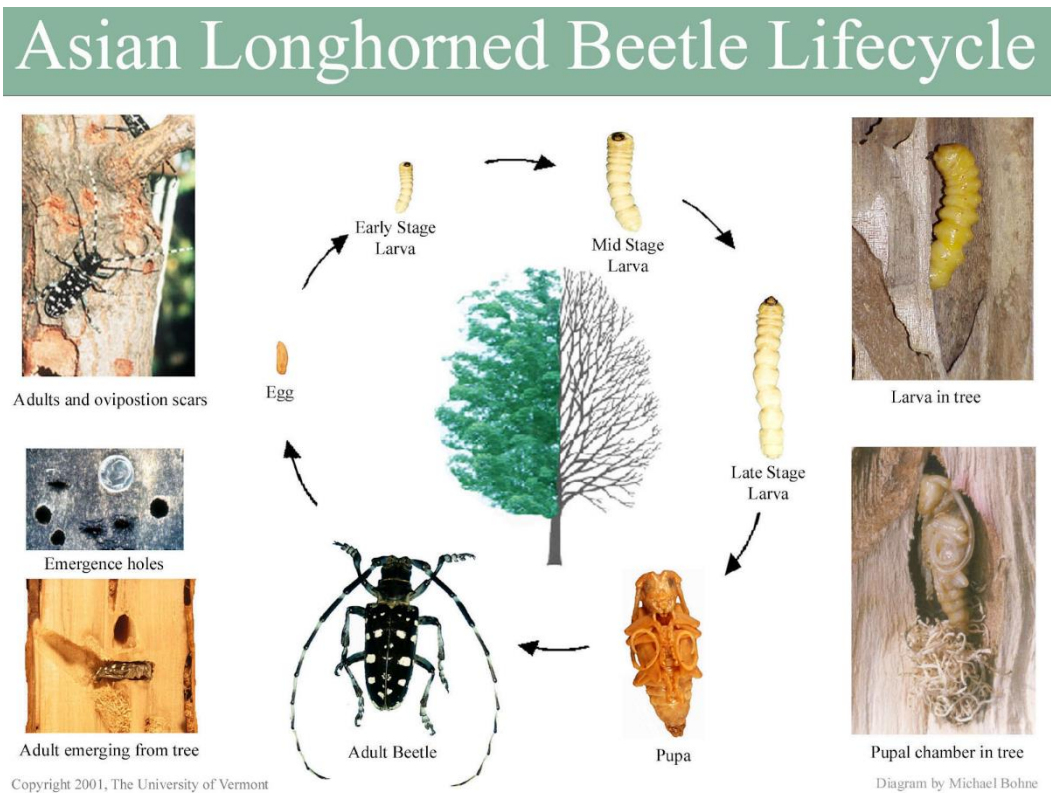 Asian Longhorned Beetle Lifecycle
Early Stage
Larva
Mid Stage
Larva
Egg
Adults and ovipostion scars
Larva in tree
Late Stage
Larva
Emergence holes
Adult emerging from tree
Adult Beetle
Pupa
Pupal chamber in tree
Copyright 2001, The University of Vermont
Diagram by Michael Bohne